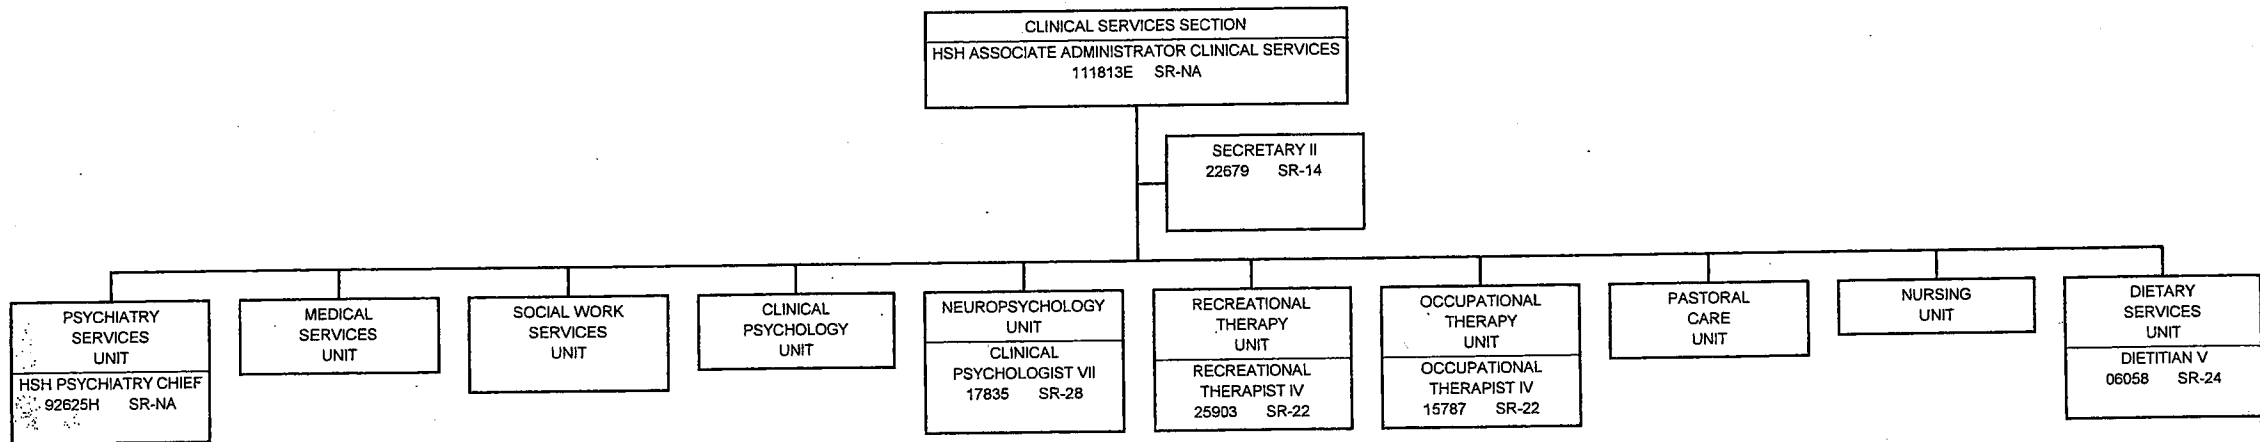 CLINICAL SERVICES SECTION
HSH ASSOCIATE ADMINISTRATOR CLINICAL SERVICES
111813E SR-NA
SECRETARY II
22679 SR-14
PSYCHIATRY
SERVICES
UNIT
HSH PSYCHIATRY CHIEF
92625H SR-NA
MEDICAL
SERVICES
UNIT
SOCIAL WORK
SERVICES
UNIT
CLINICAL
PSYCHOLOGY
UNIT
NEUROPSYCHOLOGY
UNIT
CLINICAL
PSYCHOLOGIST VII
17835 SR-28
RECREATIONAL
THERAPY
UNIT
RECREATIONAL
THERAPIST IV
25903 SR-22
OCCUPATIONAL
THERAPY
UNIT
OCCUPATIONAL
THERAPIST IV
15787 SR-22
PASTORAL
CARE
UNIT
NURSING
UNIT
DIETARY
SERVICES
UNIT
DIETITIAN V
06058 SR-24